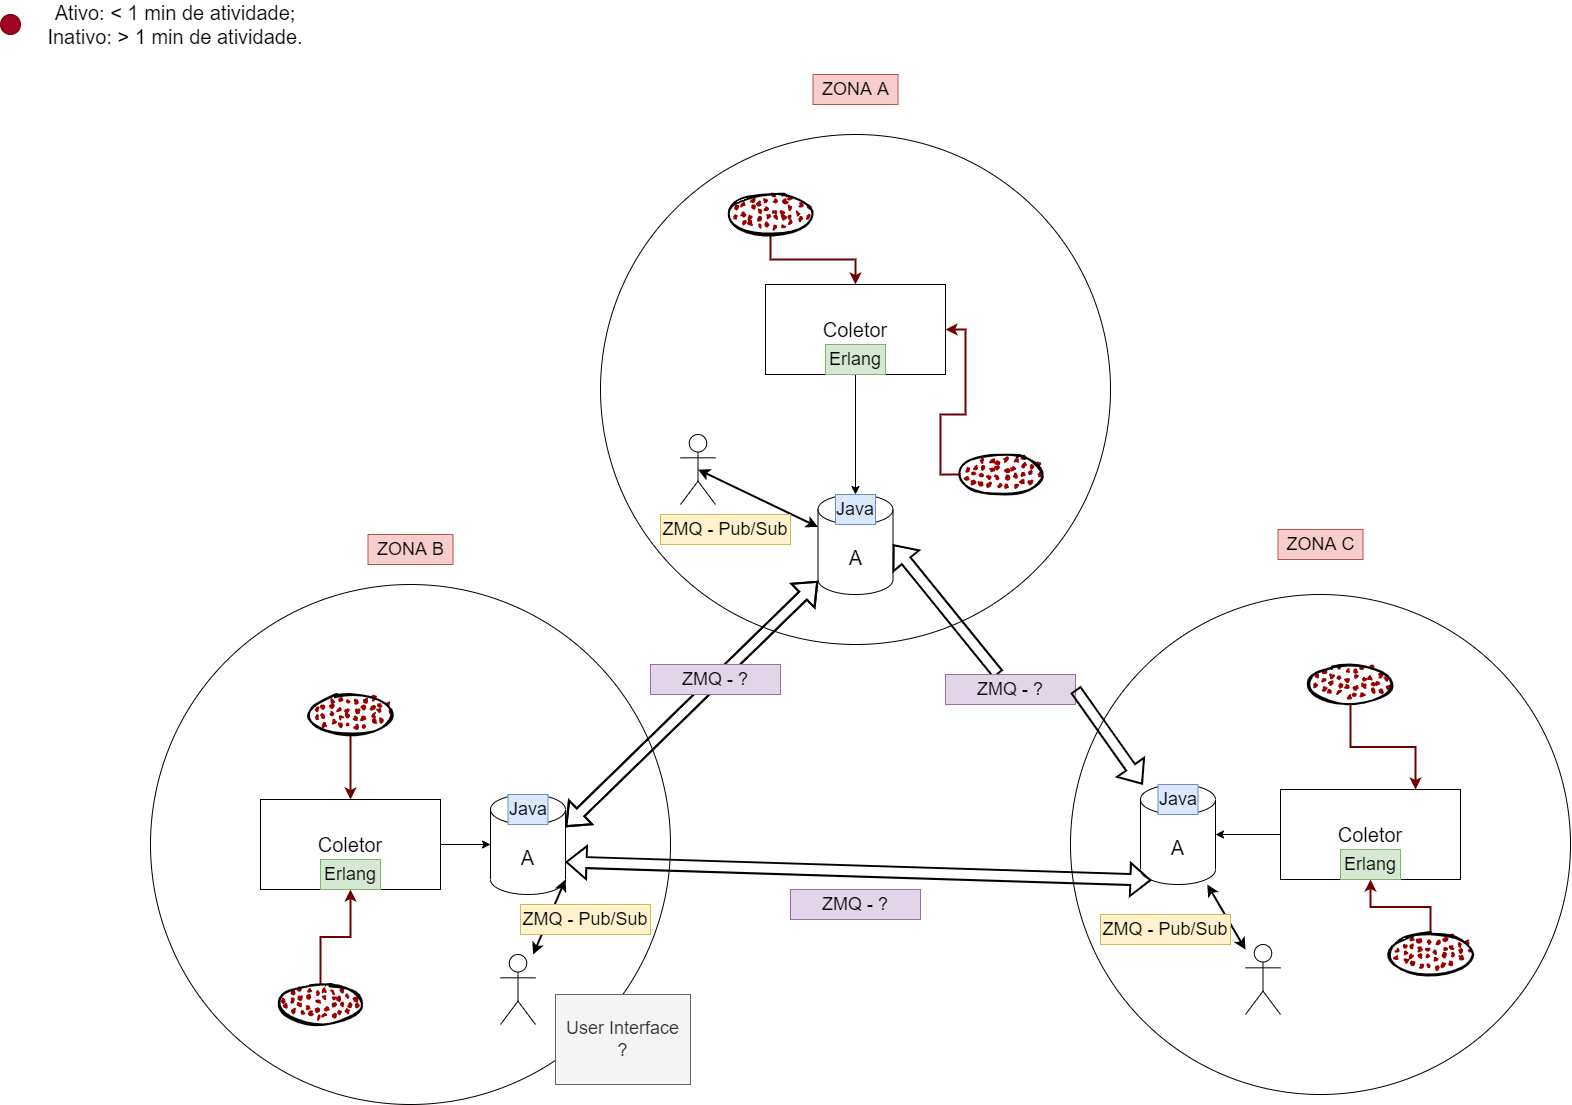 Ativo: < 1 min de atividade;
Inativo: > 1 min de atividade.
ZONA A
Coletor
Erlang
Java
ZMQ - Pub/Sub
A
ZONA B
ZONA C
ZMQ - ?
ZMQ - ?
Java
A
Coletor
Erlang
ZMQ - Pub/Sub
ZMQ - ?
Java
A
Coletor
Erlang
ZMQ - Pub/Sub
User Interface
?